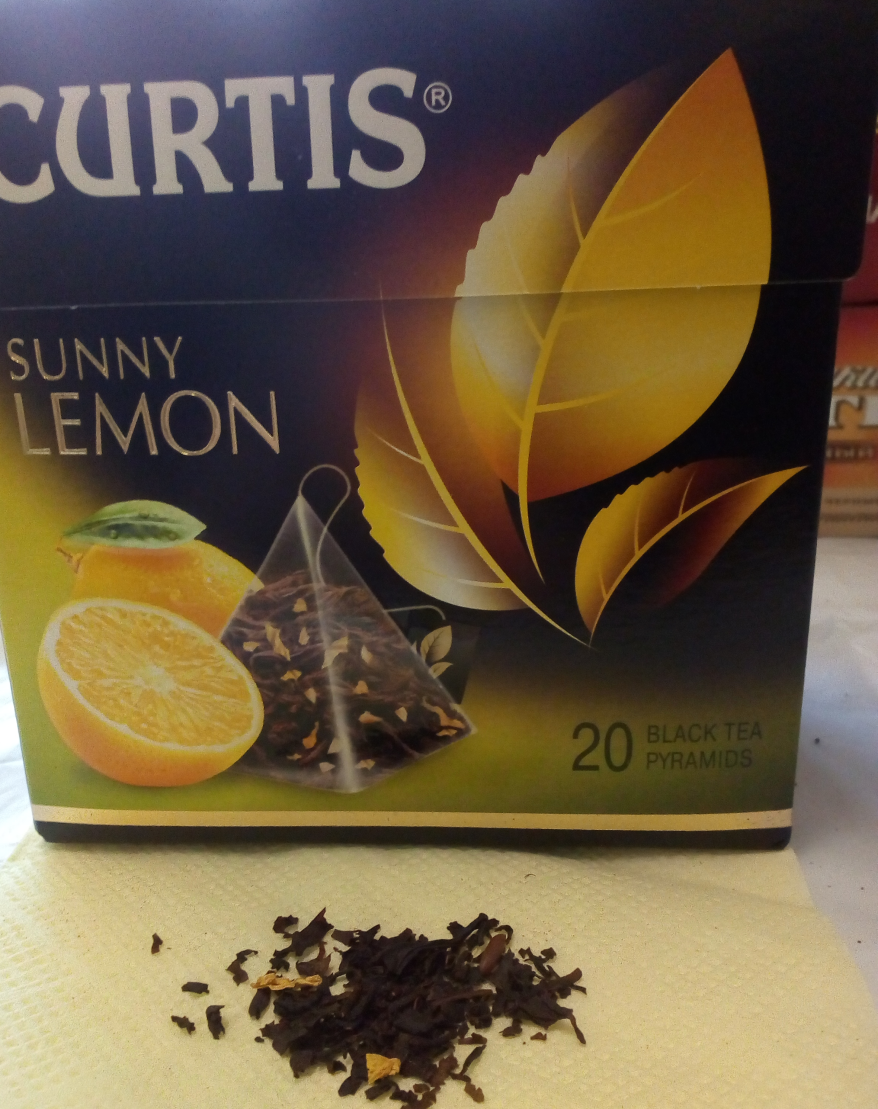 CURTIS®
SUNNY
LEMON
20 BLACK TEA
PYRAMIDS